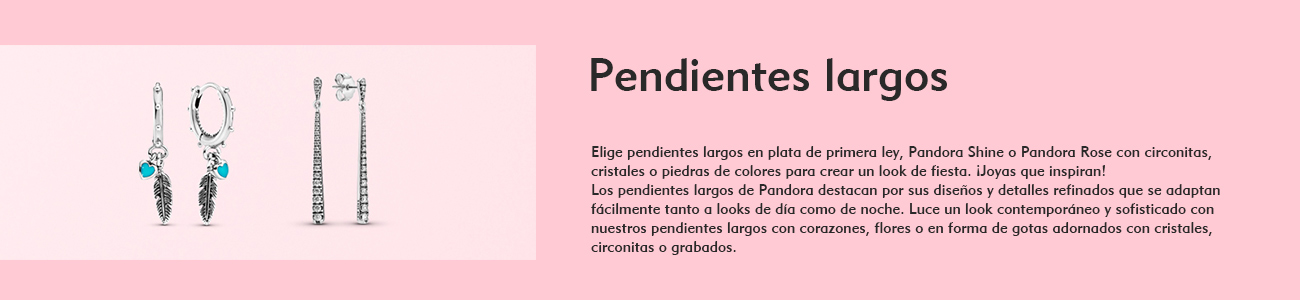 Pendientes largos
Elige pendientes largos en plata de primera ley, Pandora Shine o Pandora Rose con circonitas,
cristales o piedras de colores para crear un look de fiesta. ¡Joyas que inspiran!
Los pendientes largos de Pandora destacan por sus diseños y detalles refinados que se adaptan
fácilmente tanto a looks de día como de noche. Luce un look contemporáneo y sofisticado con
nuestros pendientes largos con corazones, flores o en forma de gotas adornados con cristales,
circonitas o grabados.